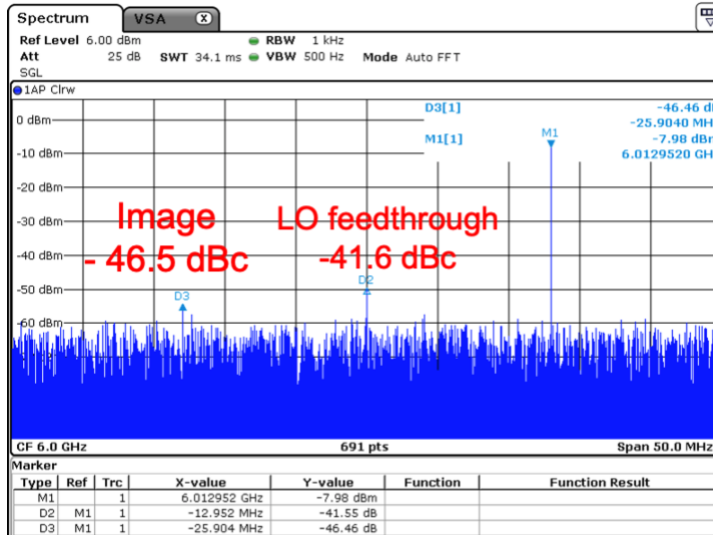 Spectrum VSA X
Ref Level 6.00 dBm RBW 1 kHz
Att 25 dB SWT 34.1 ms VBW 500 Hz Mode Auto FFT
SGL
1AP Clrw
D3[1] -46.46 d
-25.9040 MH
M1[1] -7.98 dBm
6.0129520 GH
0 dBm
M1
-10 dBm
-20 dBm
-30 dBm
Image LO feedthrough
- 46.5 dBc -41.6 dBc
-40 dBm
D2
-50 dBm
D3
-60 dBm
CF 6.0 GHz 691 pts Span 50.0 MHz
Marker
Type Ref Trc X-value Y-value Function Function Result
M1 1 6.012952 GHz -7.98 dBm
D2 M1 1 -12.952 MHz -41.55 dB
D3 M1 1 -25.904 MHz -46.46 dB